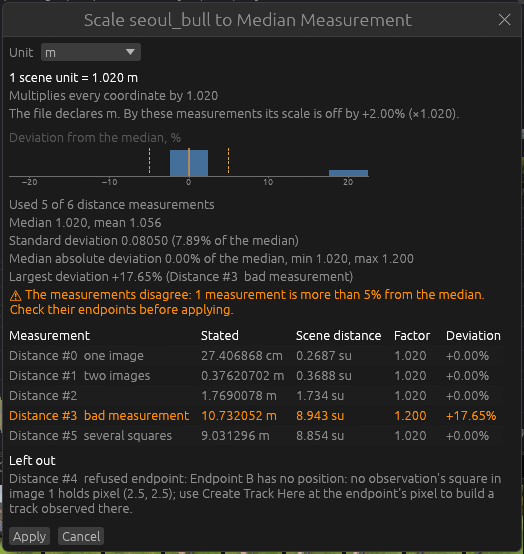 Scale seoul_bull to Median Measurement
Unit m
1 scene unit = 1.020 m
Multiplies every coordinate by 1.020
The file declares m. By these measurements its scale is off by +2.00% (×1.020).
Deviation from the median, %
-20 -10 0 10 20
Used 5 of 6 distance measurements
Median 1.020, mean 1.056
Standard deviation 0.08050 (7.89% of the median)
Median absolute deviation 0.00% of the median, min 1.020, max 1.200
Largest deviation +17.65% (Distance #3 bad measurement)
⚠ The measurements disagree: 1 measurement is more than 5% from the median.
Check their endpoints before applying.
Measurement Stated Scene distance Factor Deviation
Distance #0 one image 27.406868 cm 0.2687 su 1.020 +0.00%
Distance #1 two images 0.37620702 m 0.3688 su 1.020 +0.00%
Distance #2 1.7690078 m 1.734 su 1.020 +0.00%
Distance #3 bad measurement 10.732052 m 8.943 su 1.200 +17.65%
Distance #5 several squares 9.031296 m 8.854 su 1.020 +0.00%
Left out
Distance #4 refused endpoint: Endpoint B has no position: no observation's square in
image 1 holds pixel (2.5, 2.5); use Create Track Here at the endpoint's pixel to build a
track observed there.
Apply Cancel